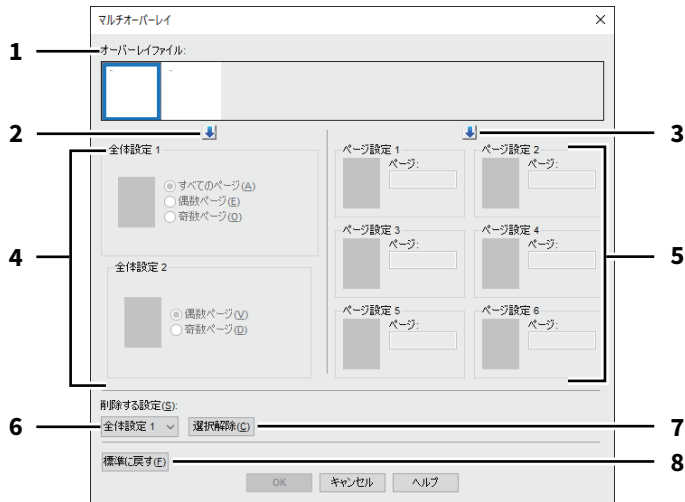 マルチオーバーレイ
1
オーバーレイファイル:
2
3
4
全体設定 1
すべてのページ(A)
偶数ページ(E)
奇数ページ(O)
全体設定 2
偶数ページ(V)
奇数ページ(D)
ページ設定 1
ページ:
ページ設定 2
ページ:
ページ設定 3
ページ:
ページ設定 4
ページ:
ページ設定 5
ページ:
ページ設定 6
ページ:
5
削除する設定(S):
6
全体設定 1
選択解除(C)
7
標準に戻す(F)
8
OK
キャンセル
ヘルプ